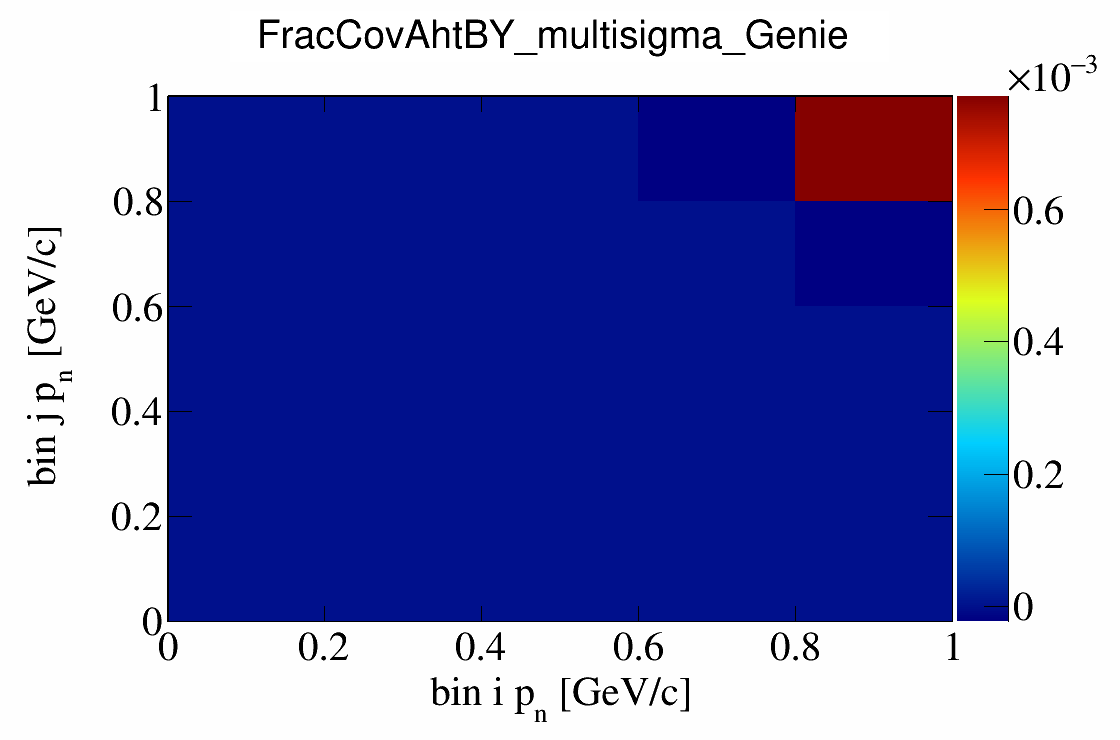 FracCovAhtBY_multisigma_Genie
×10⁻³
1
0.8
0.6
0.4
0.2
0
bin j pₙ [GeV/c]
0 0.2 0.4 0.6 0.8 1
bin i pₙ [GeV/c]
0.6
0.4
0.2
0